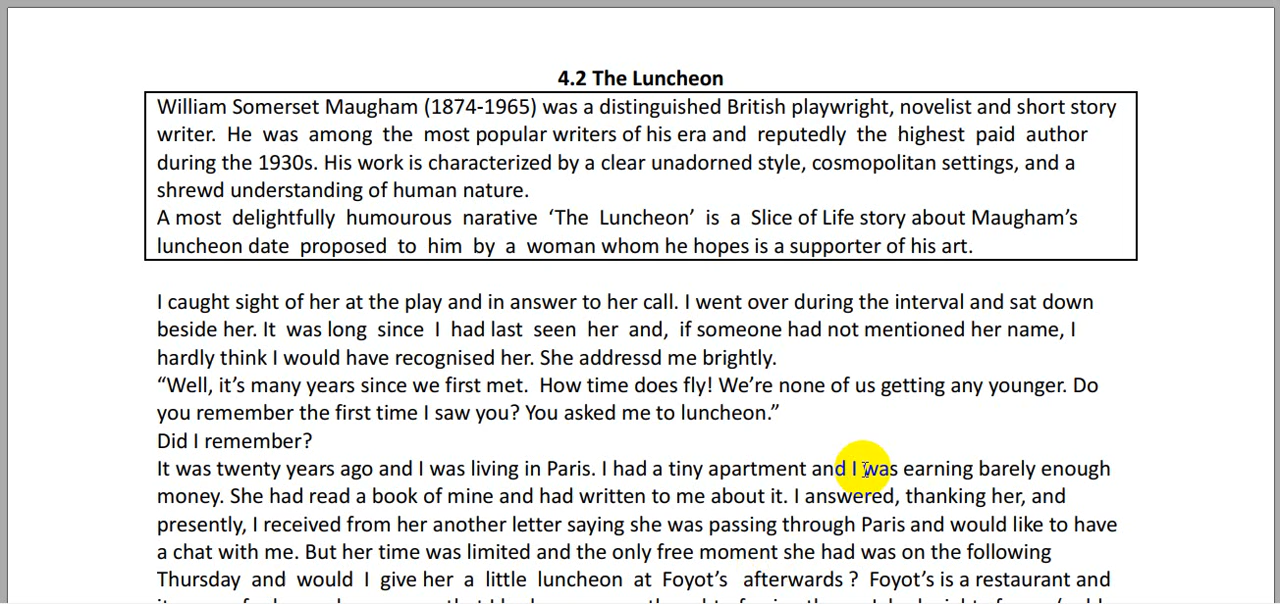 4.2 The Luncheon
William Somerset Maugham (1874-1965) was a distinguished British playwright, novelist and short story
writer. He was among the most popular writers of his era and reputedly the highest paid author
during the 1930s. His work is characterized by a clear unadorned style, cosmopolitan settings, and a
shrewd understanding of human nature.
A most delightfully humourous narative ‘The Luncheon’ is a Slice of Life story about Maugham’s
luncheon date proposed to him by a woman whom he hopes is a supporter of his art.
I caught sight of her at the play and in answer to her call. I went over during the interval and sat down
beside her. It was long since I had last seen her and, if someone had not mentioned her name, I
hardly think I would have recognised her. She addressd me brightly.
“Well, it’s many years since we first met. How time does fly! We’re none of us getting any younger. Do
you remember the first time I saw you? You asked me to luncheon.”
Did I remember?
It was twenty years ago and I was living in Paris. I had a tiny apartment and I was earning barely enough
money. She had read a book of mine and had written to me about it. I answered, thanking her, and
presently, I received from her another letter saying she was passing through Paris and would like to have
a chat with me. But her time was limited and the only free moment she had was on the following
Thursday and would I give her a little luncheon at Foyot’s afterwards ? Foyot’s is a restaurant and